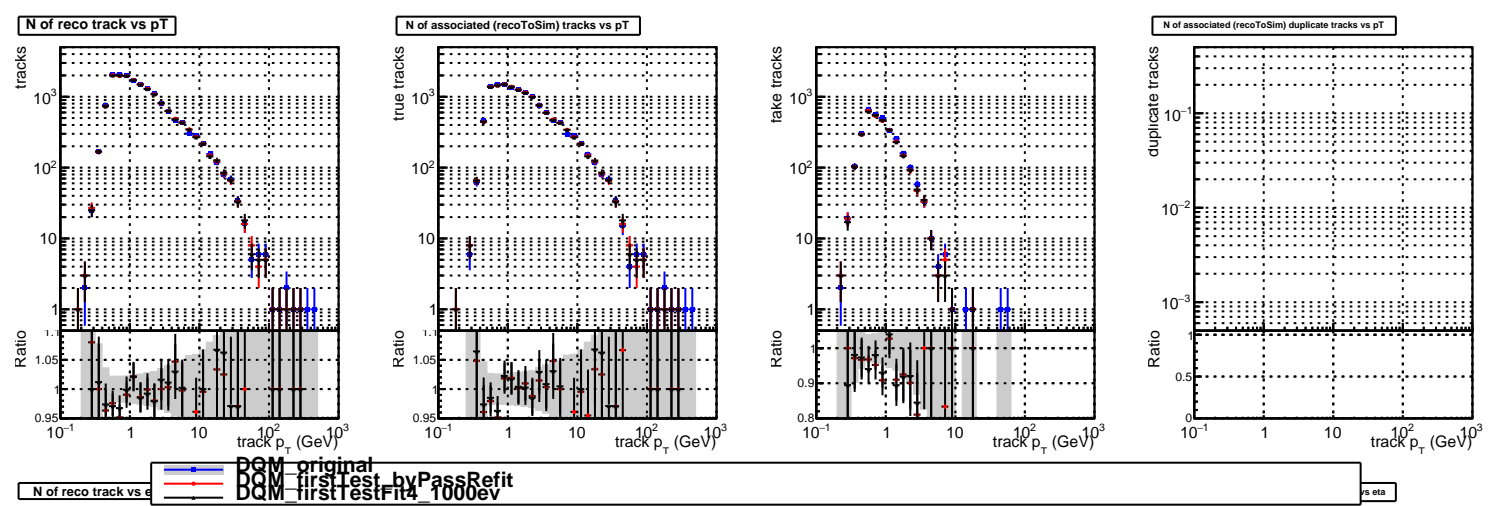 N of reco track vs pT
N of associated (recoToSim) tracks vs pT
N of associated (recoToSim) duplicate tracks vs pT
tracks
10³
10²
10
1
Ratio
1.1
1.05
1
0.95
10⁻¹ 1 10 10² 10³
track p_T (GeV)
true tracks
10³
10²
10
1
Ratio
1.1
1.05
1
0.95
10⁻¹ 1 10 10² 10³
track p_T (GeV)
fake tracks
10³
10²
10
1
Ratio
1
0.9
0.8
10⁻¹ 1 10 10² 10³
track p_T (GeV)
duplicate tracks
10⁻¹
10⁻²
10⁻³
Ratio
1
0.5
0
10⁻¹ 1 10 10² 10³
track p_T (GeV)
DQM_original
DQM_firstTest_byPassRefit
DQM_firstTestFit4_1000ev
N of reco track vs e
vs eta